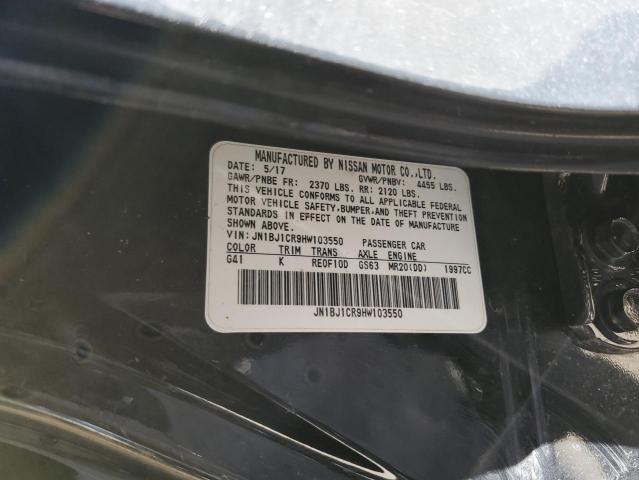 MANUFACTURED BY NISSAN MOTOR CO.,LTD.
DATE: 5/17 GVWR/PNBV: 4455 LBS.
GAWR/PNBE FR: 2370 LBS. RR: 2120 LBS.
THIS VEHICLE CONFORMS TO ALL APPLICABLE FEDERAL
MOTOR VEHICLE SAFETY, BUMPER, AND THEFT PREVENTION
STANDARDS IN EFFECT ON THE DATE OF MANUFACTURE
SHOWN ABOVE.
VIN: JN1BJ1CR9HW103550 PASSENGER CAR
COLOR TRIM TRANS AXLE ENGINE
G41 K RE0F10D GS63 MR20(DD) 1997CC
JN1BJ1CR9HW103550